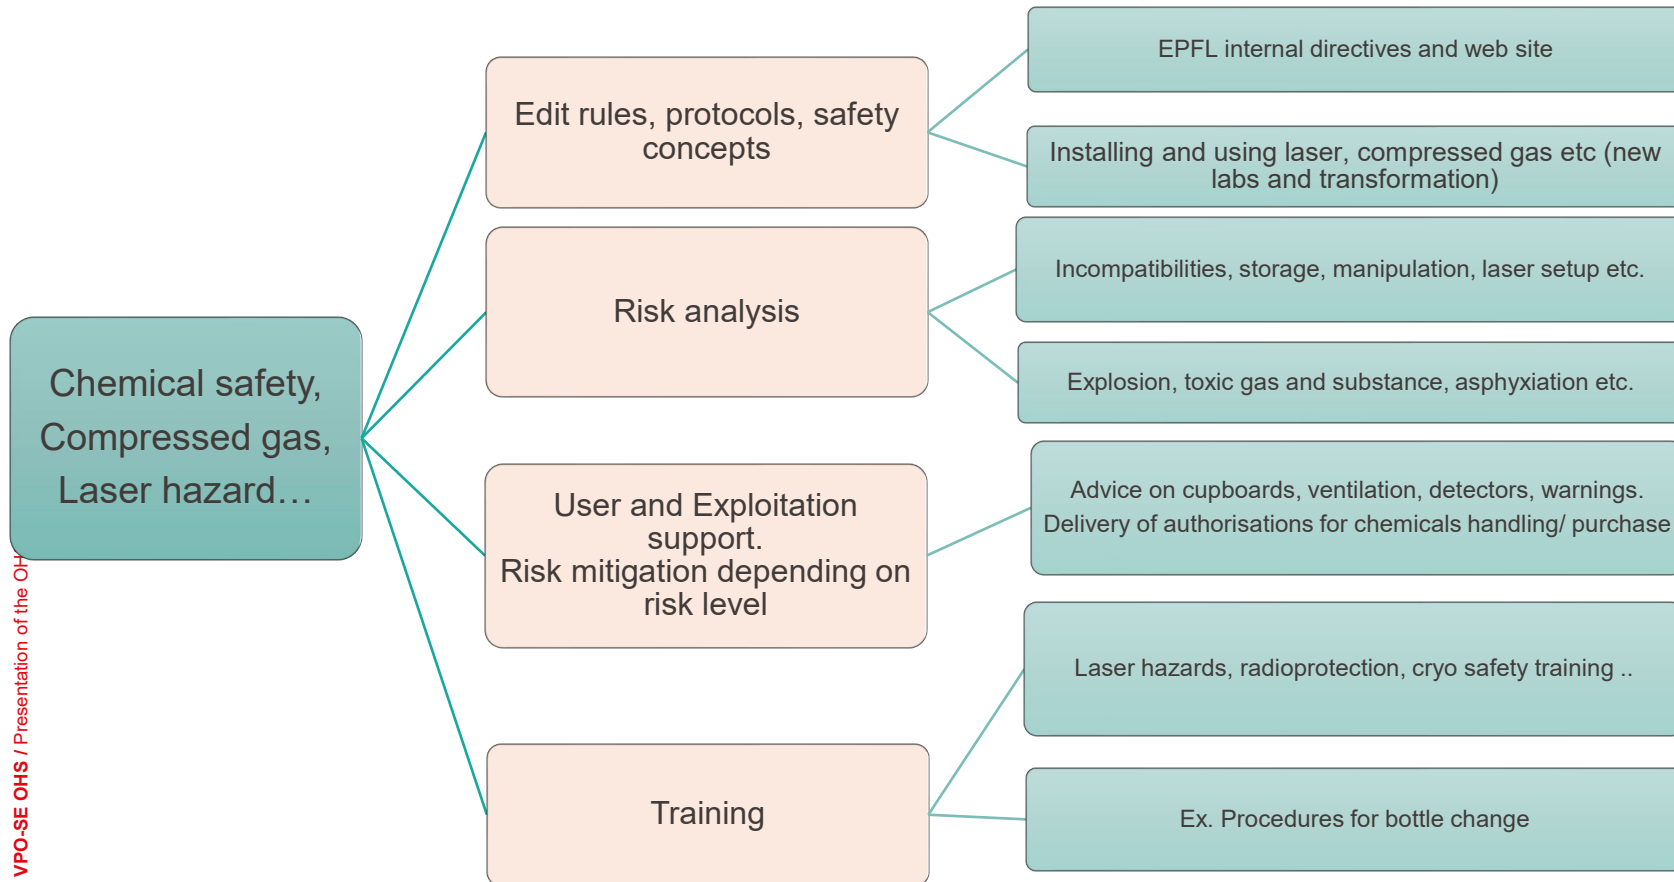 Chemical safety,
Compressed gas,
Laser hazard…
Edit rules, protocols, safety
concepts
EPFL internal directives and web site
Installing and using laser, compressed gas etc (new
labs and transformation)
Risk analysis
Incompatibilities, storage, manipulation, laser setup etc.
Explosion, toxic gas and substance, asphyxiation etc.
User and Exploitation
support.
Risk mitigation depending on
risk level
Advice on cupboards, ventilation, detectors, warnings.
Delivery of authorisations for chemicals handling/ purchase
Training
Laser hazards, radioprotection, cryo safety training ..
Ex. Procedures for bottle change
VPO-SE OHS / Presentation of the OH